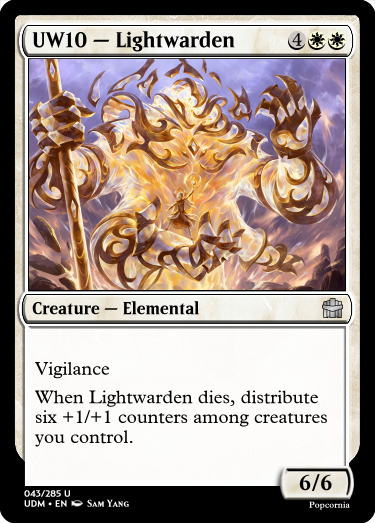 UW10 — Lightwarden 4
Creature — Elemental
Vigilance
When Lightwarden dies, distribute
six +1/+1 counters among creatures
you control.
6/6
043/285 U
UDM • EN Sam Yang
Popcornia